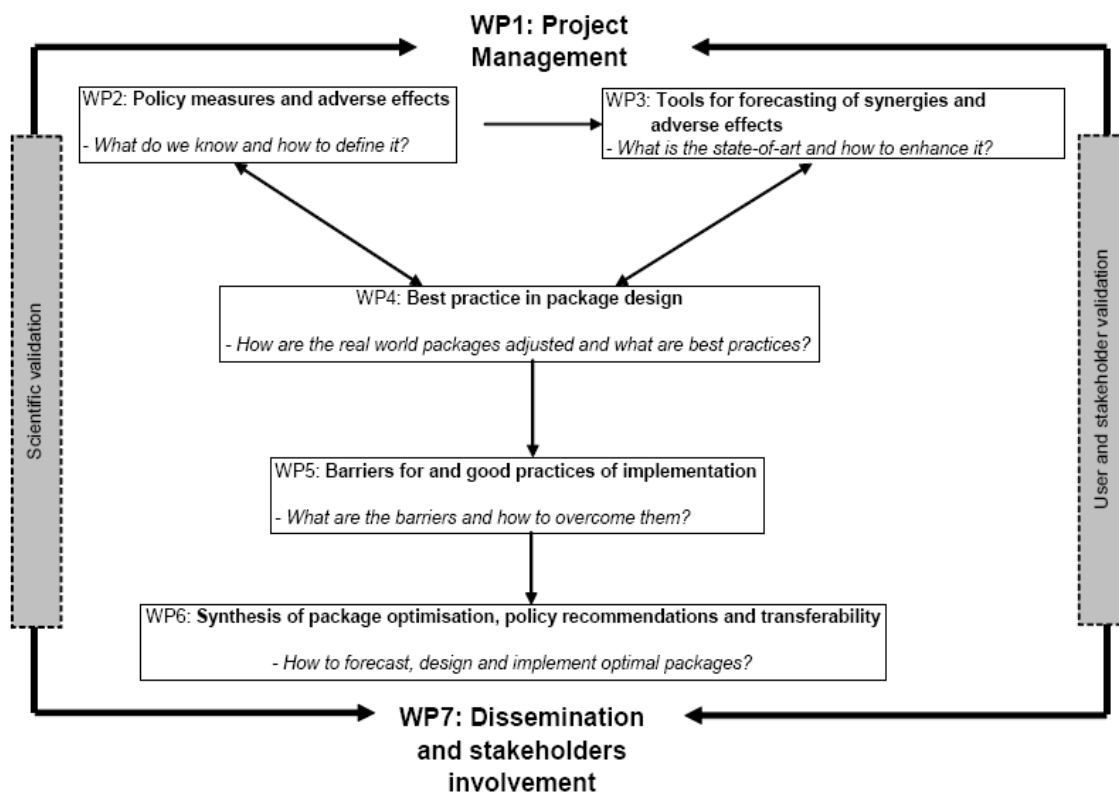 WP1: Project
Management
WP2: Policy measures and adverse effects
- What do we know and how to define it?
WP3: Tools for forecasting of synergies and
adverse effects
- What is the state-of-art and how to enhance it?
Scientific validation
User and stakeholder validation
WP4: Best practice in package design
- How are the real world packages adjusted and what are best practices?
WP5: Barriers for and good practices of implementation
- What are the barriers and how to overcome them?
WP6: Synthesis of package optimisation, policy recommendations and transferability
- How to forecast, design and implement optimal packages?
WP7: Dissemination
and stakeholders
involvement